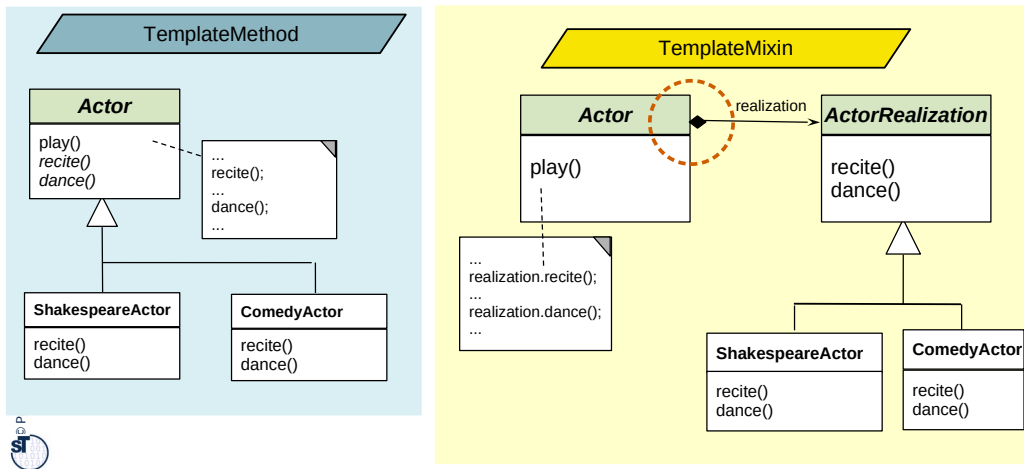 TemplateMethod
Actor
play()
recite()
dance()
...
recite();
...
dance();
...
ShakespeareActor
recite()
dance()
ComedyActor
recite()
dance()
TemplateMixin
Actor
play()
realization
ActorRealization
recite()
dance()
...
realization.recite();
...
realization.dance();
...
ShakespeareActor
recite()
dance()
ComedyActor
recite()
dance()
© P
ST